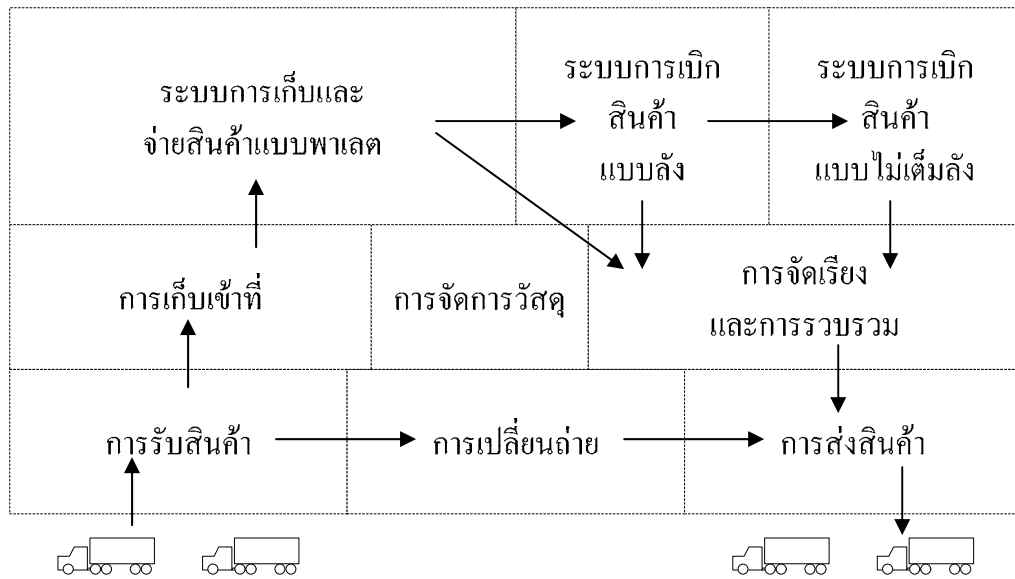 ระบบการเก็บและ
จ่ายสินค้าแบบพาเลต
ระบบการเบิก
สินค้า
แบบลัง
ระบบการเบิก
สินค้า
แบบไม่เต็มลัง
การเก็บเข้าที่
การจัดการวัสดุ
การจัดเรียง
และการรวบรวม
การรับสินค้า
การเปลี่ยนถ่าย
การส่งสินค้า